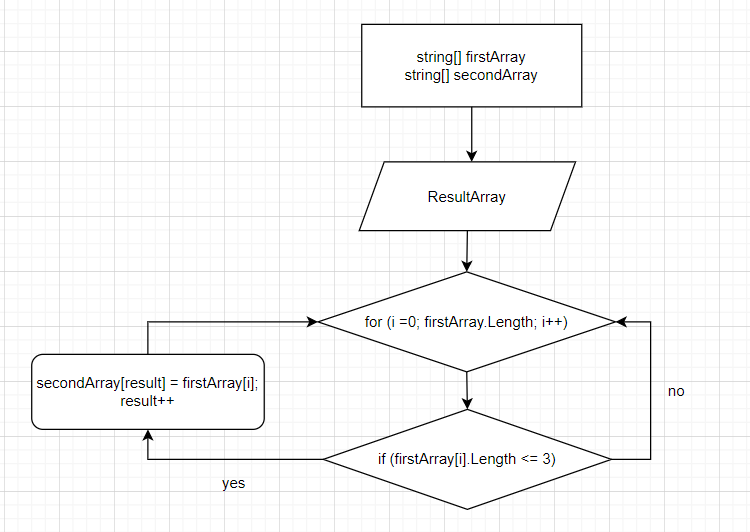 string[] firstArray
string[] secondArray
ResultArray
for (i =0; firstArray.Length; i++)
secondArray[result] = firstArray[i];
result++
no
if (firstArray[i].Length <= 3)
yes